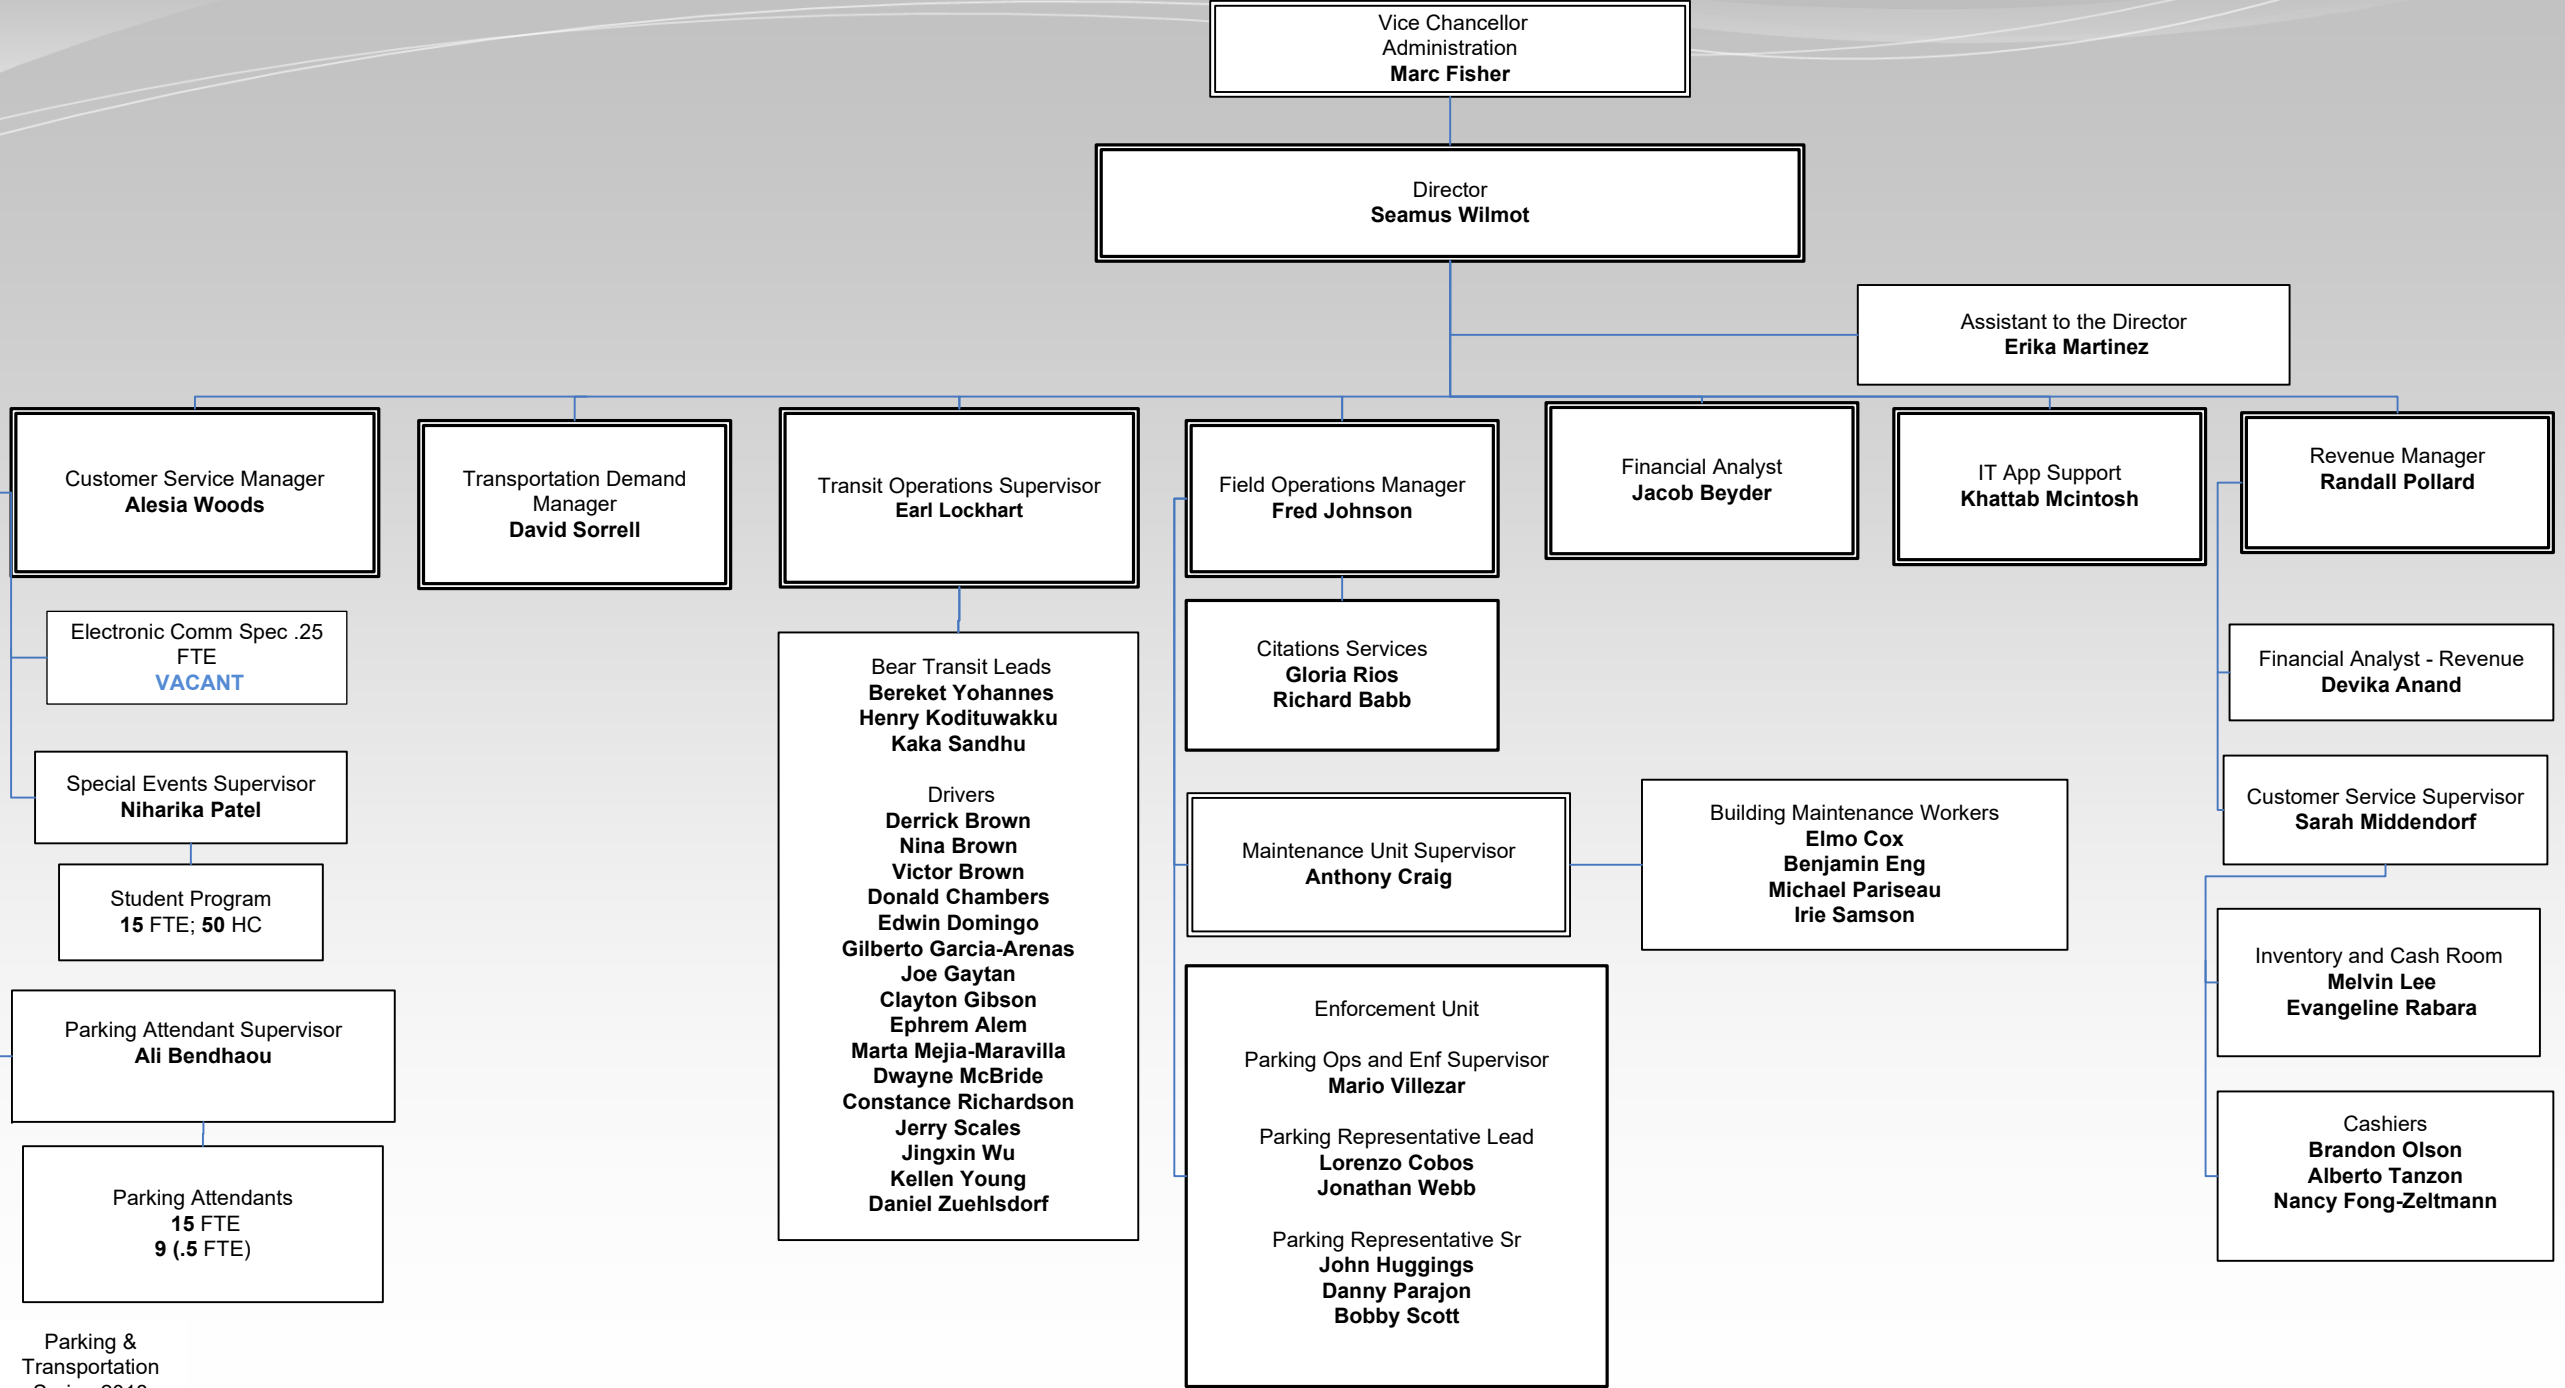 Vice Chancellor
Administration
Marc Fisher
Director
Seamus Wilmot
Assistant to the Director
Erika Martinez
Customer Service Manager
Alesia Woods
Transportation Demand
Manager
David Sorrell
Transit Operations Supervisor
Earl Lockhart
Field Operations Manager
Fred Johnson
Financial Analyst
Jacob Beyder
IT App Support
Khattab Mcintosh
Revenue Manager
Randall Pollard
Electronic Comm Spec .25
FTE
VACANT
Special Events Supervisor
Niharika Patel
Student Program
15 FTE; 50 HC
Parking Attendant Supervisor
Ali Bendhaou
Parking Attendants
15 FTE
9 (.5 FTE)
Bear Transit Leads
Bereket Yohannes
Henry Kodituwakku
Kaka Sandhu
Drivers
Derrick Brown
Nina Brown
Victor Brown
Donald Chambers
Edwin Domingo
Gilberto Garcia-Arenas
Joe Gaytan
Clayton Gibson
Ephrem Alem
Marta Mejia-Maravilla
Dwayne McBride
Constance Richardson
Jerry Scales
Jingxin Wu
Kellen Young
Daniel Zuehlsdorf
Citations Services
Gloria Rios
Richard Babb
Maintenance Unit Supervisor
Anthony Craig
Building Maintenance Workers
Elmo Cox
Benjamin Eng
Michael Pariseau
Irie Samson
Enforcement Unit
Parking Ops and Enf Supervisor
Mario Villezar
Parking Representative Lead
Lorenzo Cobos
Jonathan Webb
Parking Representative Sr
John Huggings
Danny Parajon
Bobby Scott
Financial Analyst - Revenue
Devika Anand
Customer Service Supervisor
Sarah Middendorf
Inventory and Cash Room
Melvin Lee
Evangeline Rabara
Cashiers
Brandon Olson
Alberto Tanzon
Nancy Fong-Zeltmann
Parking &
Transportation